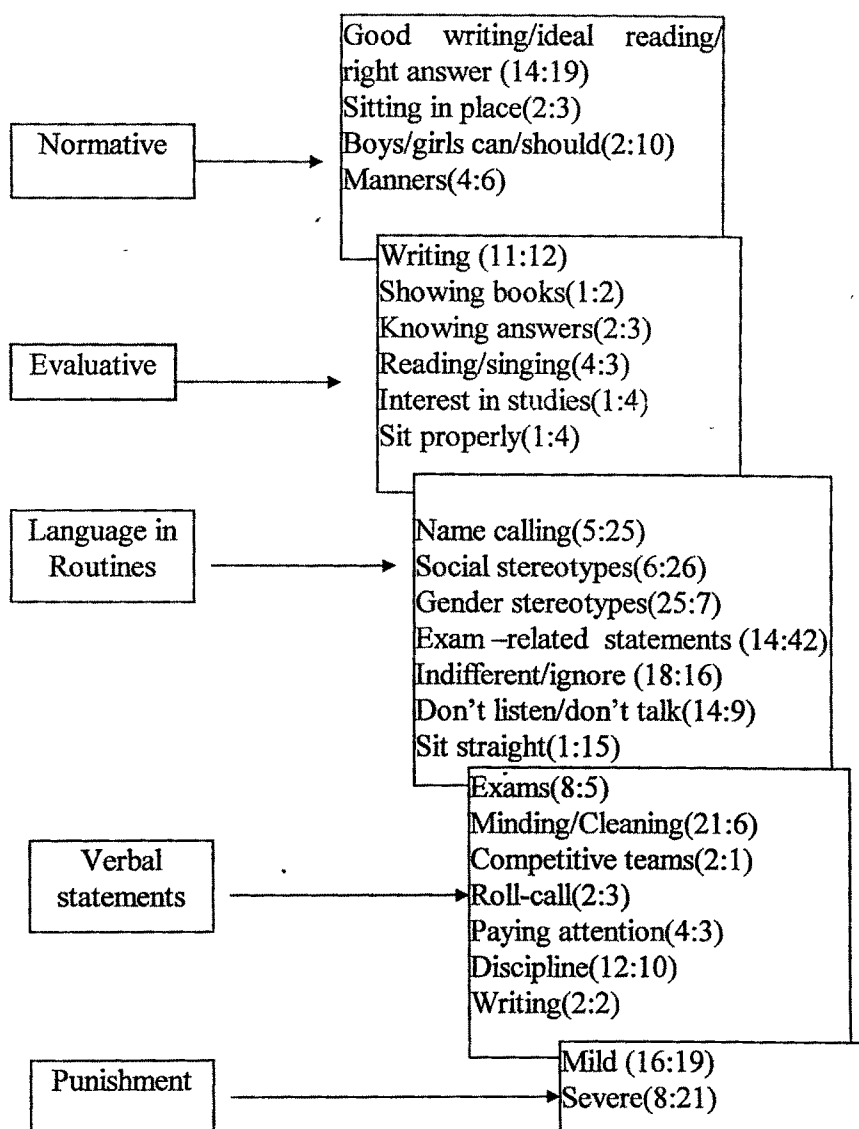 Good writing/ideal reading/
right answer (14:19)
Sitting in place(2:3)
Boys/girls can/should(2:10)
Manners(4:6)
Normative
Writing (11:12)
Showing books(1:2)
Knowing answers(2:3)
Reading/singing(4:3)
Interest in studies(1:4)
Sit properly(1:4)
Evaluative
Name calling(5:25)
Social stereotypes(6:26)
Gender stereotypes(25:7)
Exam –related statements (14:42)
Indifferent/ignore (18:16)
Don't listen/don't talk(14:9)
Sit straight(1:15)
Language in
Routines
Exams(8:5)
Minding/Cleaning(21:6)
Competitive teams(2:1)
Roll-call(2:3)
Paying attention(4:3)
Discipline(12:10)
Writing(2:2)
Verbal
statements
Mild (16:19)
Severe(8:21)
Punishment